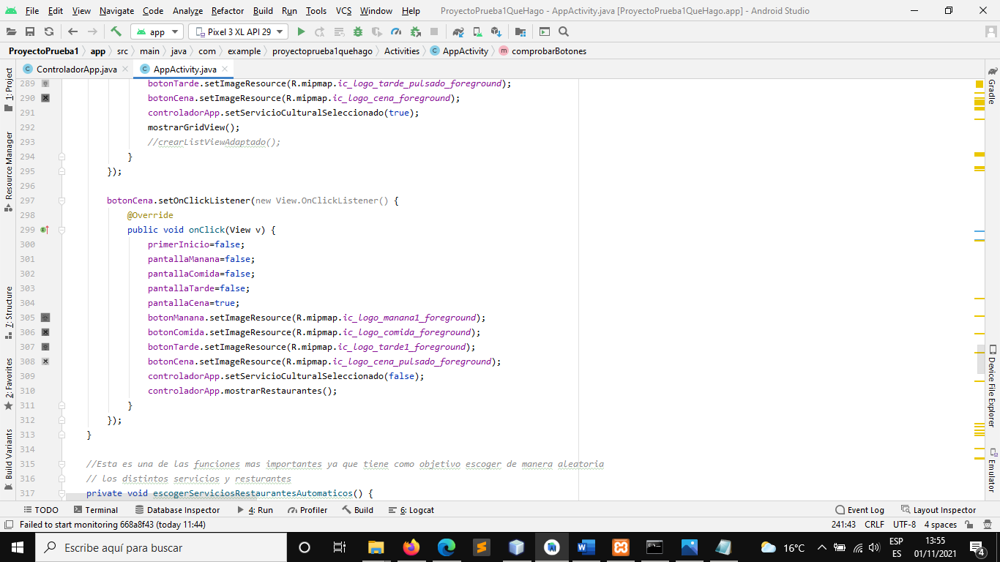 File Edit View Navigate Code Analyze Refactor Build Run Tools VCS Window Help ProyectoPrueba1QueHago - AppActivity.java [ProyectoPrueba1QueHago.app] - Android Studio
app Pixel 3 XL API 29
ProyectoPrueba1 app src main java com example proyectoprueba1quehago Activities AppActivity comprobarBotones
ControladorApp.java AppActivity.java
1: Project
Resource Manager
7: Structure
2: Favorites
Build Variants
289 botonTarde.setImageResource(R.mipmap.ic_logo_tarde_pulsado_foreground);
290 botonCena.setImageResource(R.mipmap.ic_logo_cena_foreground);
291 controladorApp.setServicioCulturalSeleccionado(true);
292 mostrarGridView();
293 //crearListViewAdaptado();
294 }
295 });
296
297 botonCena.setOnClickListener(new View.OnClickListener() {
298 @Override
299 public void onClick(View v) {
300 primerInicio=false;
301 pantallaManana=false;
302 pantallaComida=false;
303 pantallaTarde=false;
304 pantallaCena=true;
305 botonManana.setImageResource(R.mipmap.ic_logo_manana1_foreground);
306 botonComida.setImageResource(R.mipmap.ic_logo_comida_foreground);
307 botonTarde.setImageResource(R.mipmap.ic_logo_tarde1_foreground);
308 botonCena.setImageResource(R.mipmap.ic_logo_cena_pulsado_foreground);
309 controladorApp.setServicioCulturalSeleccionado(false);
310 controladorApp.mostrarRestaurantes();
311 }
312 });
313 }
314
315 //Esta es una de las funciones mas importantes ya que tiene como objetivo escoger de manera aleatoria
316 // los distintos servicios y resturantes
317 private void escogerServiciosRestaurantesAutomaticos() {
Gradle
Device File Explorer
Emulator
TODO Terminal Database Inspector 4: Run Profiler Build 6: Logcat Event Log Layout Inspector
Failed to start monitoring 668a8f43 (today 11:44) 241:43 CRLF UTF-8 4 spaces
Escribe aquí para buscar 16°C ESP 13:55
ES 01/11/2021 4